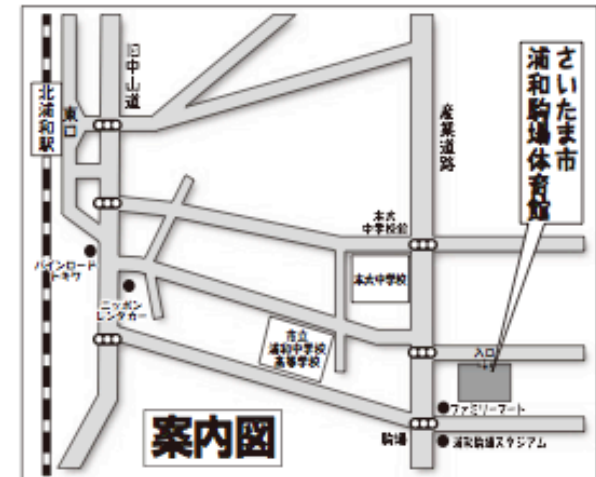 北浦和駅
東口
旧中山道
産業道路
さいたま市
浦和駒場体育館
本太
中学校前
本太中学校
パインロード
トキワ
ニッポン
レンタカー
市立
浦和中学校
高等学校
入口
ファミリーマート
駒場
浦和駒場スタジアム
案内図